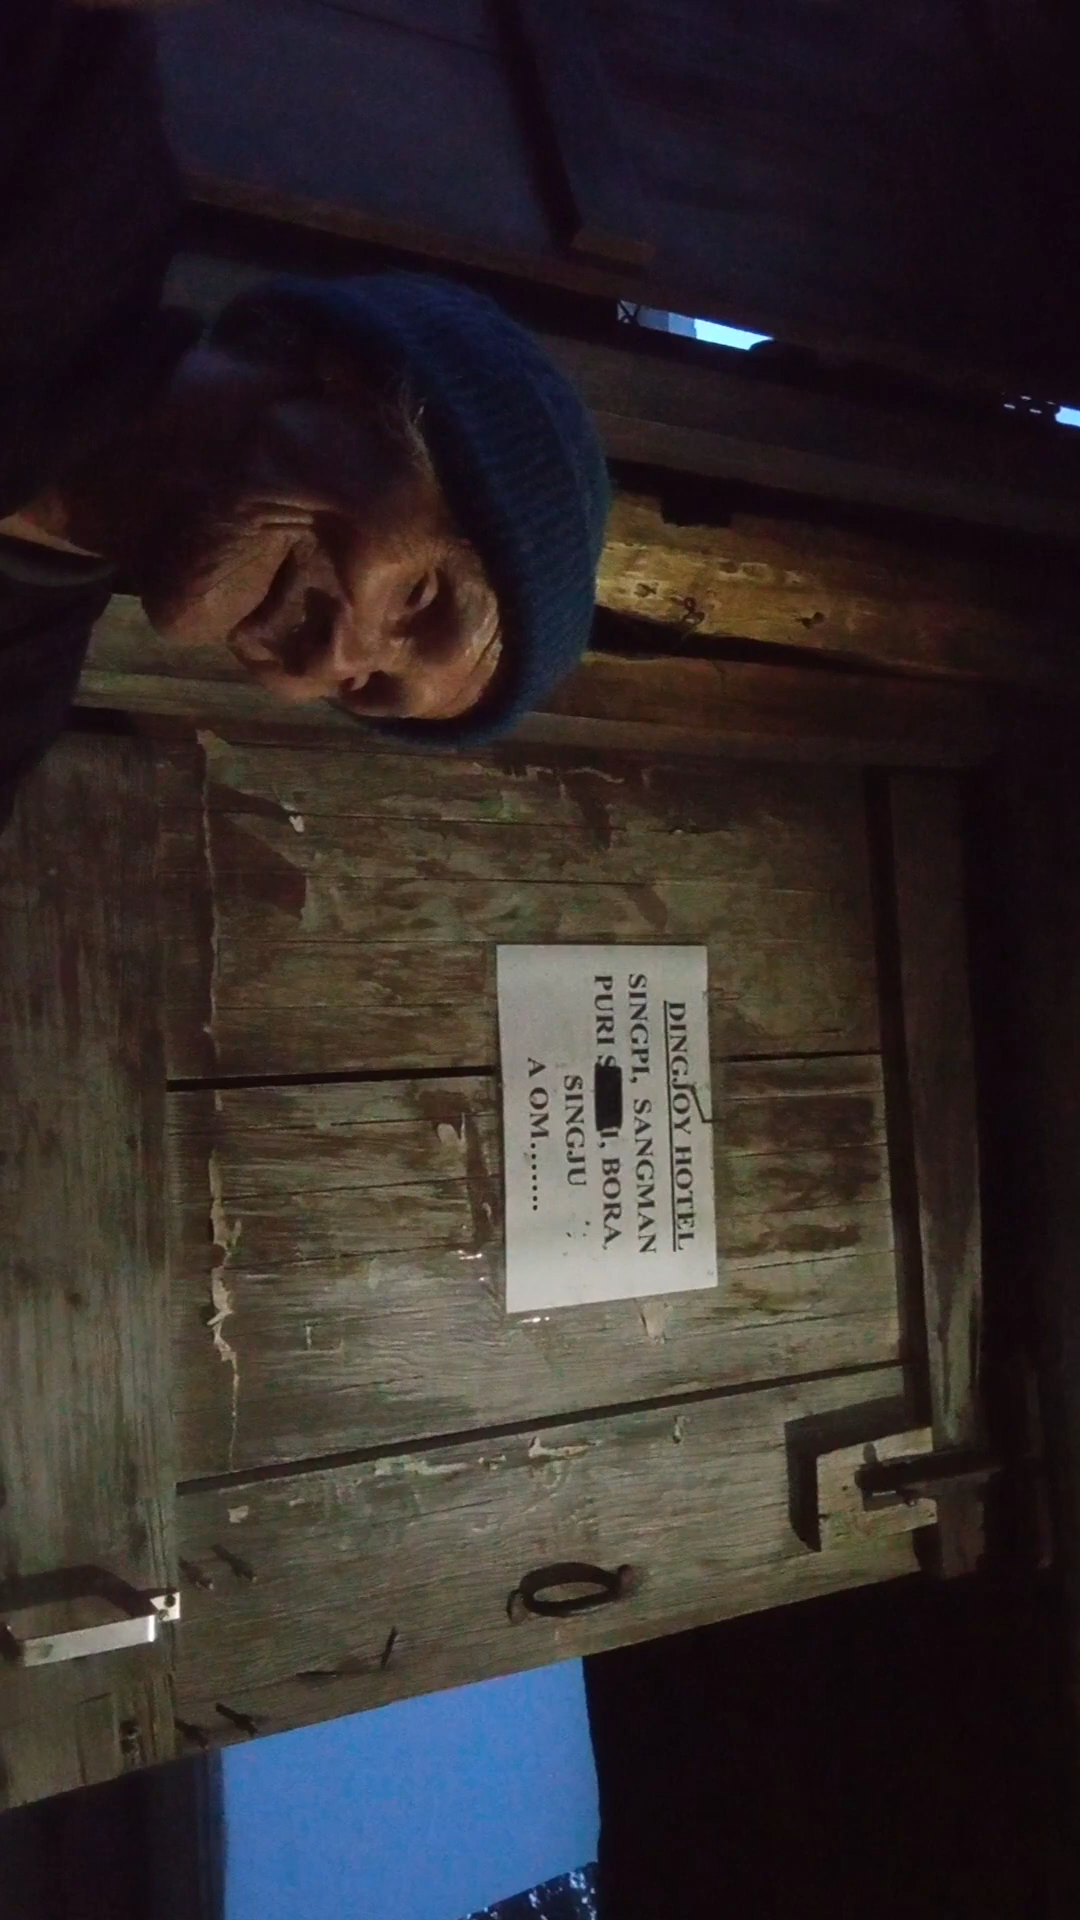 DINGJOY HOTEL
SINGPI, SANGMAN
PURI BORA,
SINGJU
A OM.......